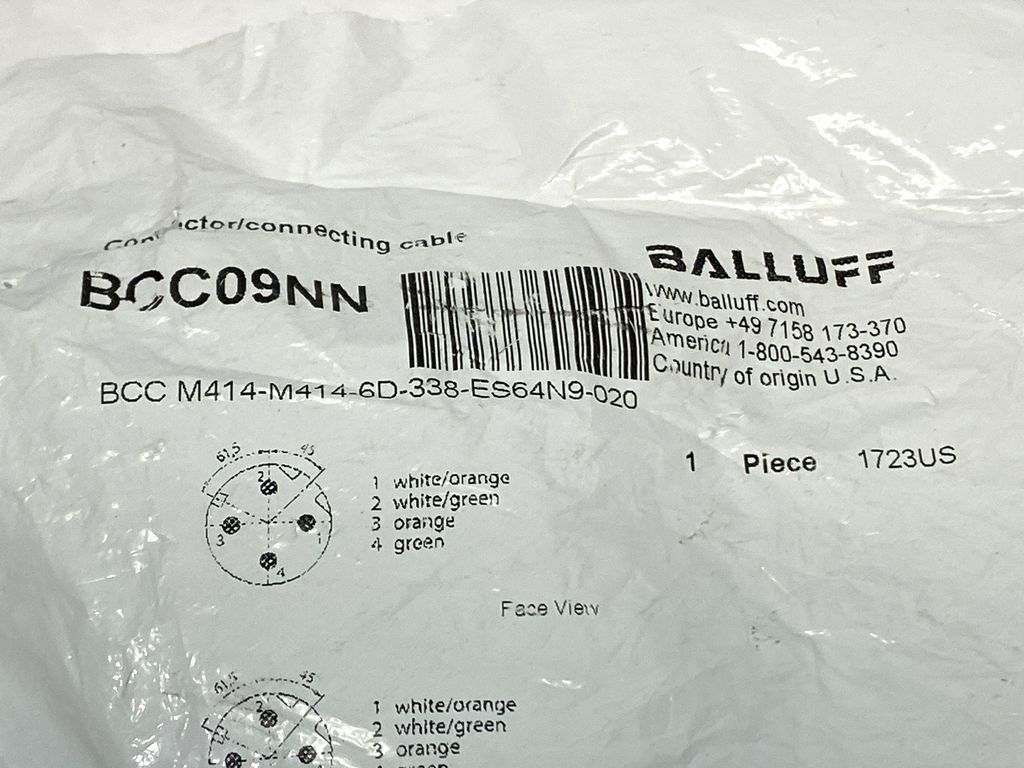 Connector/connecting cable
BCC09NN
BALLUFF
www.balluff.com
Europe +49 7158 173-370
America 1-800-543-8390
Country of origin U.S.A.
BCC M414-M414-6D-338-ES64N9-020
1 Piece 1723US
61,5 45
2
3 1
4
1 white/orange
2 white/green
3 orange
4 green
Face View
61,5 45
2
1 white/orange
2 white/green
3 orange
4 green